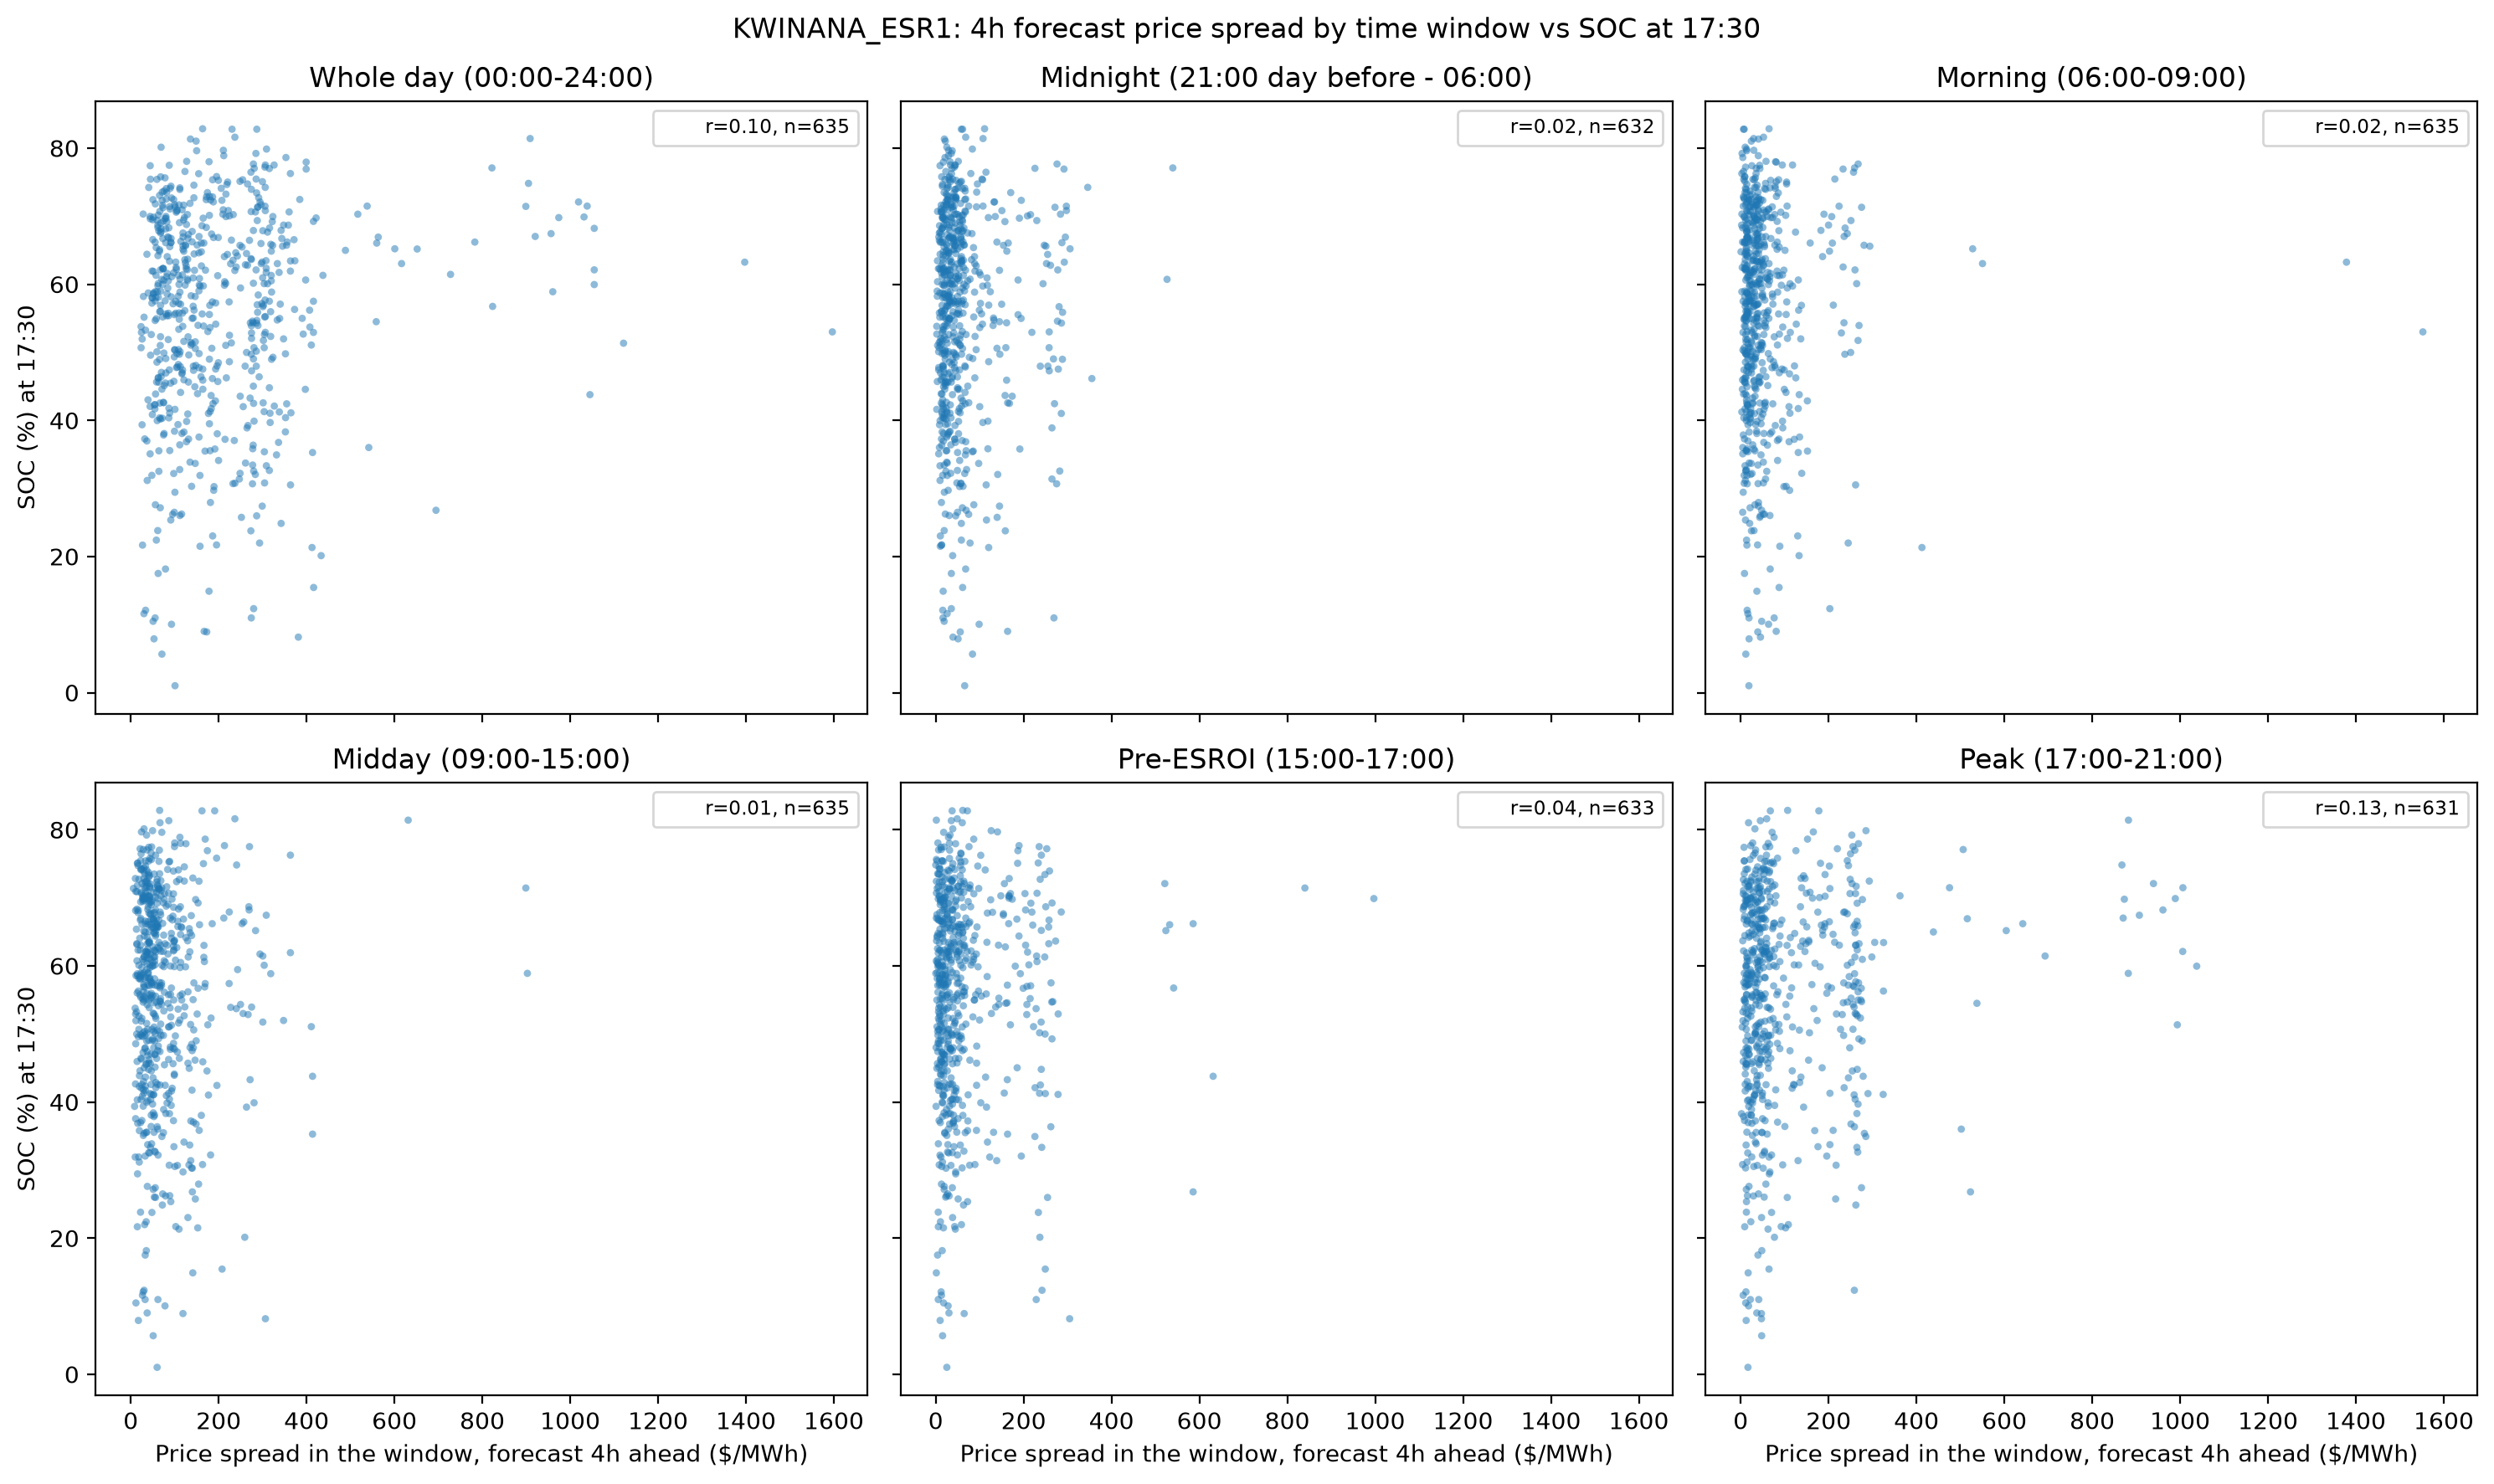 KWINANA_ESR1: 4h forecast price spread by time window vs SOC at 17:30
Whole day (00:00-24:00)
r=0.10, n=635
SOC (%) at 17:30
80
60
40
20
0
Midnight (21:00 day before - 06:00)
r=0.02, n=632
Morning (06:00-09:00)
r=0.02, n=635
Midday (09:00-15:00)
r=0.01, n=635
SOC (%) at 17:30
80
60
40
20
0
0 200 400 600 800 1000 1200 1400 1600
Price spread in the window, forecast 4h ahead ($/MWh)
Pre-ESROI (15:00-17:00)
r=0.04, n=633
0 200 400 600 800 1000 1200 1400 1600
Price spread in the window, forecast 4h ahead ($/MWh)
Peak (17:00-21:00)
r=0.13, n=631
0 200 400 600 800 1000 1200 1400 1600
Price spread in the window, forecast 4h ahead ($/MWh)